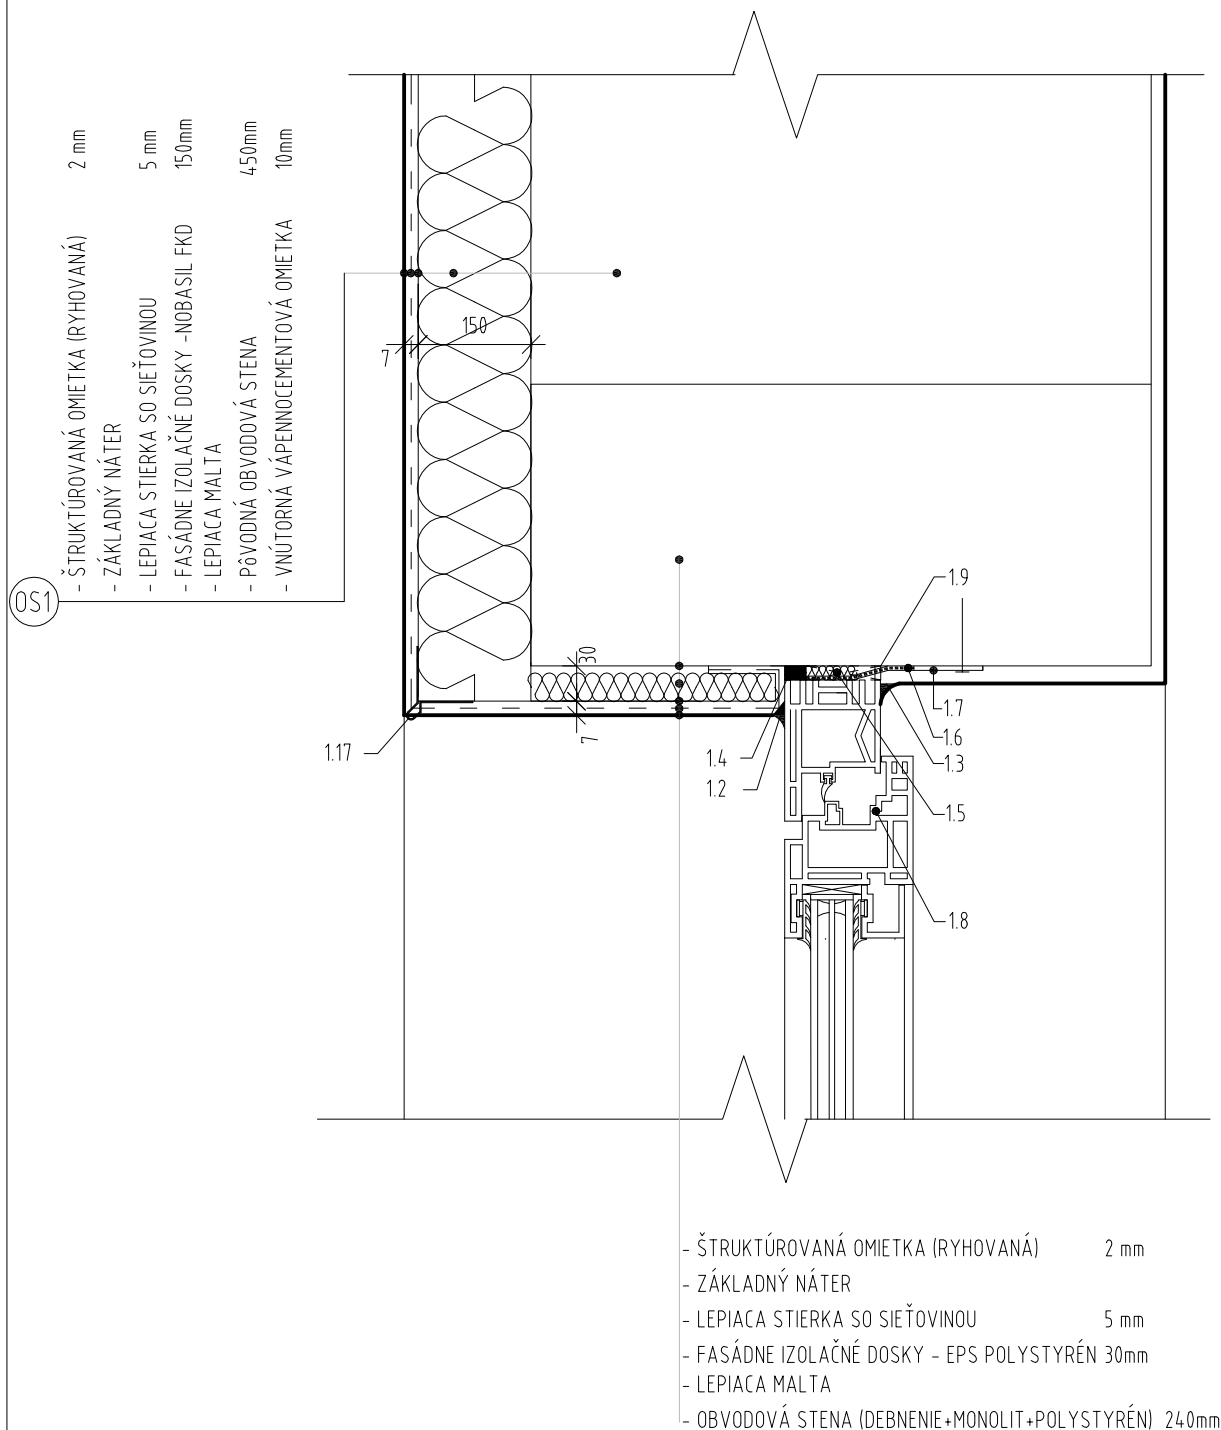 - ŠTRUKTÚROVANÁ OMIETKA (RYHOVANÁ) 2 mm
- ZÁKLADNÝ NÁTER
- LEPIACA STIERKA SO SIEŤOVINOU 5 mm
- FASÁDNE IZOLAČNÉ DOSKY -NOBASIL FKD 150mm
- LEPIACA MALTA
- PÔVODNÁ OBVODOVÁ STENA 450mm
- VNÚTORNÁ VÁPENNOCEMENTOVÁ OMIETKA 10mm
OS1
150
7
30
7
1.9
1.7
1.6
1.3
1.4
1.2
1.17
1.5
1.8
- ŠTRUKTÚROVANÁ OMIETKA (RYHOVANÁ) 2 mm
- ZÁKLADNÝ NÁTER
- LEPIACA STIERKA SO SIEŤOVINOU 5 mm
- FASÁDNE IZOLAČNÉ DOSKY - EPS POLYSTYRÉN 30mm
- LEPIACA MALTA
- OBVODOVÁ STENA (DEBNENIE+MONOLIT+POLYSTYRÉN) 240mm